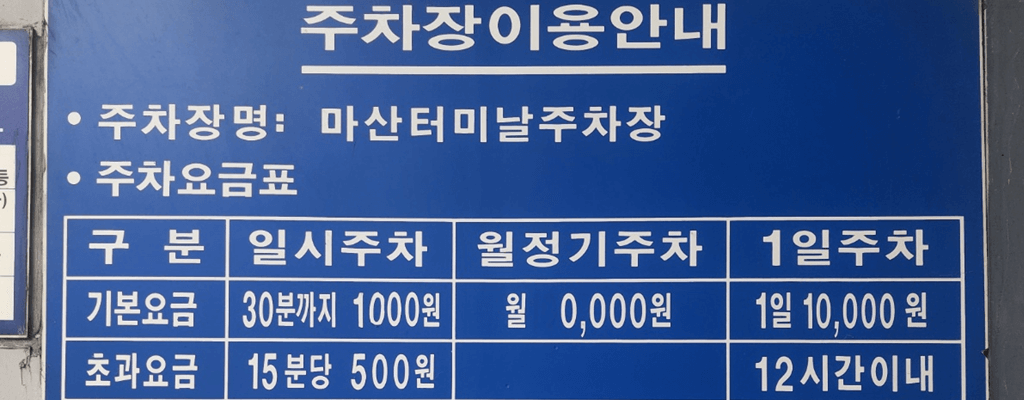 주차장이용안내
• 주차장명: 마산터미날주차장
• 주차요금표
구 분 일시주차 월정기주차 1일주차
기본요금 30분까지 1000원 월 0,000원 1일 10,000 원
초과요금 15분당 500원 12시간이내
등
)